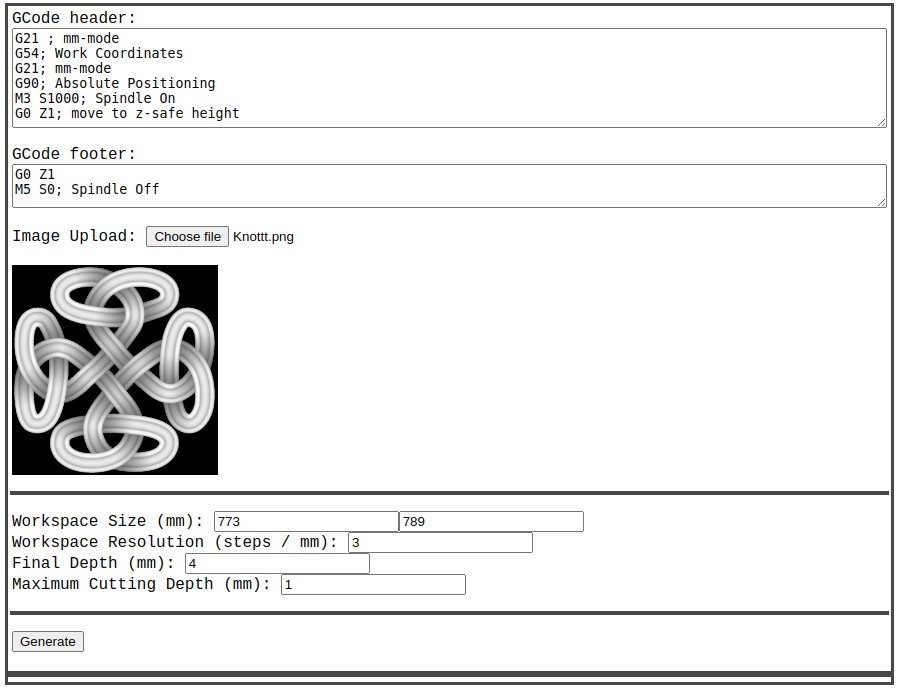 GCode header:
G21 ; mm-mode
G54; Work Coordinates
G21; mm-mode
G90; Absolute Positioning
M3 S1000; Spindle On
G0 Z1; move to z-safe height
GCode footer:
G0 Z1
M5 S0; Spindle Off
Image Upload: Choose file Knottt.png
Workspace Size (mm): 773 789
Workspace Resolution (steps / mm): 3
Final Depth (mm): 4
Maximum Cutting Depth (mm): 1
Generate